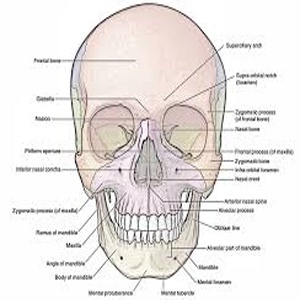 Superciliary arch
Frontal bone
Supra orbital notch
(foramen)
Glabella
Zygomatic process
(of frontal bone)
Nasion
Nasal bone
Piriform aperture
Frontal process (of maxilla)
Zygomatic bone
Inferior nasal concha
Infra orbital foramen
Nasal crest
Anterior nasal spine
Zygomatic process (of maxilla)
Alveolar process
Ramus of mandible
Oblique line
Maxilla
Alveolar part of mandible
Angle of mandible
Mandible
Body of mandible
Mental foramen
Mental protuberance
Mental tubercle